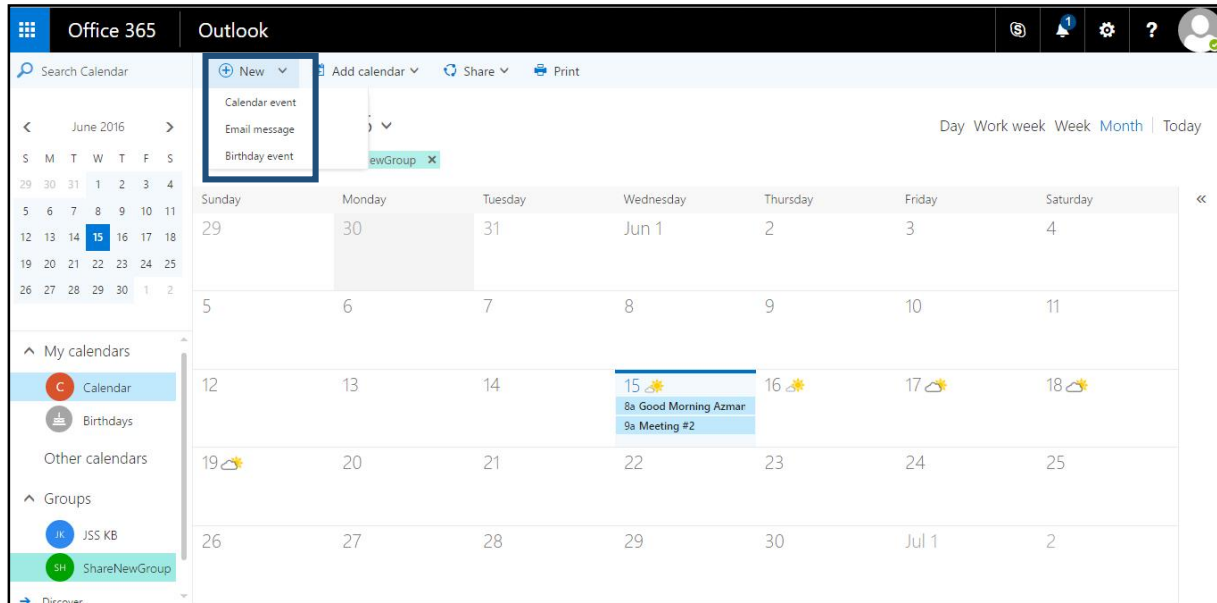 Office 365 Outlook 1 ?
Search Calendar New Add calendar Share Print
Calendar event
Email message
Birthday event
June 2016
Day Work week Week Month Today
ewGroup
S M T W T F S
29 30 31 1 2 3 4
5 6 7 8 9 10 11
12 13 14 15 16 17 18
19 20 21 22 23 24 25
26 27 28 29 30 1 2
Sunday Monday Tuesday Wednesday Thursday Friday Saturday
29 30 31 Jun 1 2 3 4
5 6 7 8 9 10 11
12 13 14 15 16 17 18
8a Good Morning Azman
9a Meeting #2
19 20 21 22 23 24 25
26 27 28 29 30 Jul 1 2
My calendars
C Calendar
Birthdays
Other calendars
Groups
JK JSS KB
SH ShareNewGroup
Discover